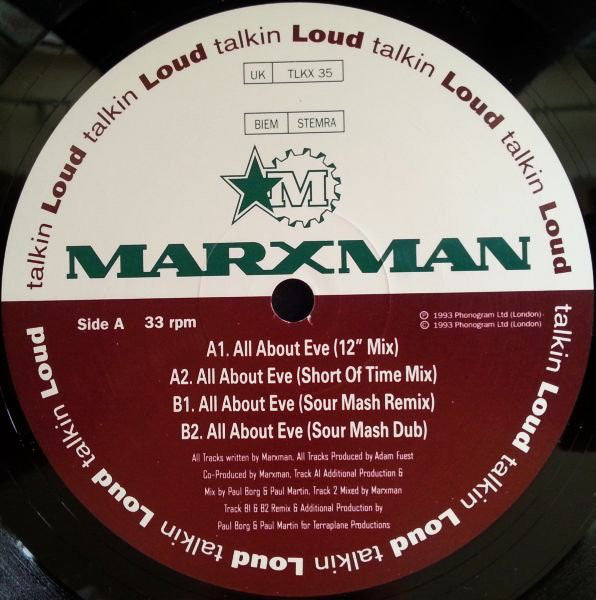 talkin Loud talkin Loud talkin Loud talkin Loud talkin Loud talkin Loud talkin Loud talkin Loud
UK TLKX 35
BIEM STEMRA
M
MARXMAN
Side A 33 rpm
Ⓟ 1993 Phonogram Ltd (London)
© 1993 Phonogram Ltd (London)
A1. All About Eve (12" Mix)
A2. All About Eve (Short Of Time Mix)
B1. All About Eve (Sour Mash Remix)
B2. All About Eve (Sour Mash Dub)
All Tracks written by Marxman, All Tracks Produced by Adam Fuest
Co-Produced by Marxman, Track A1 Additional Production &
Mix by Paul Borg & Paul Martin, Track 2 Mixed by Marxman
Track B1 & B2 Remix & Additional Production by
Paul Borg & Paul Martin for Terraplane Productions